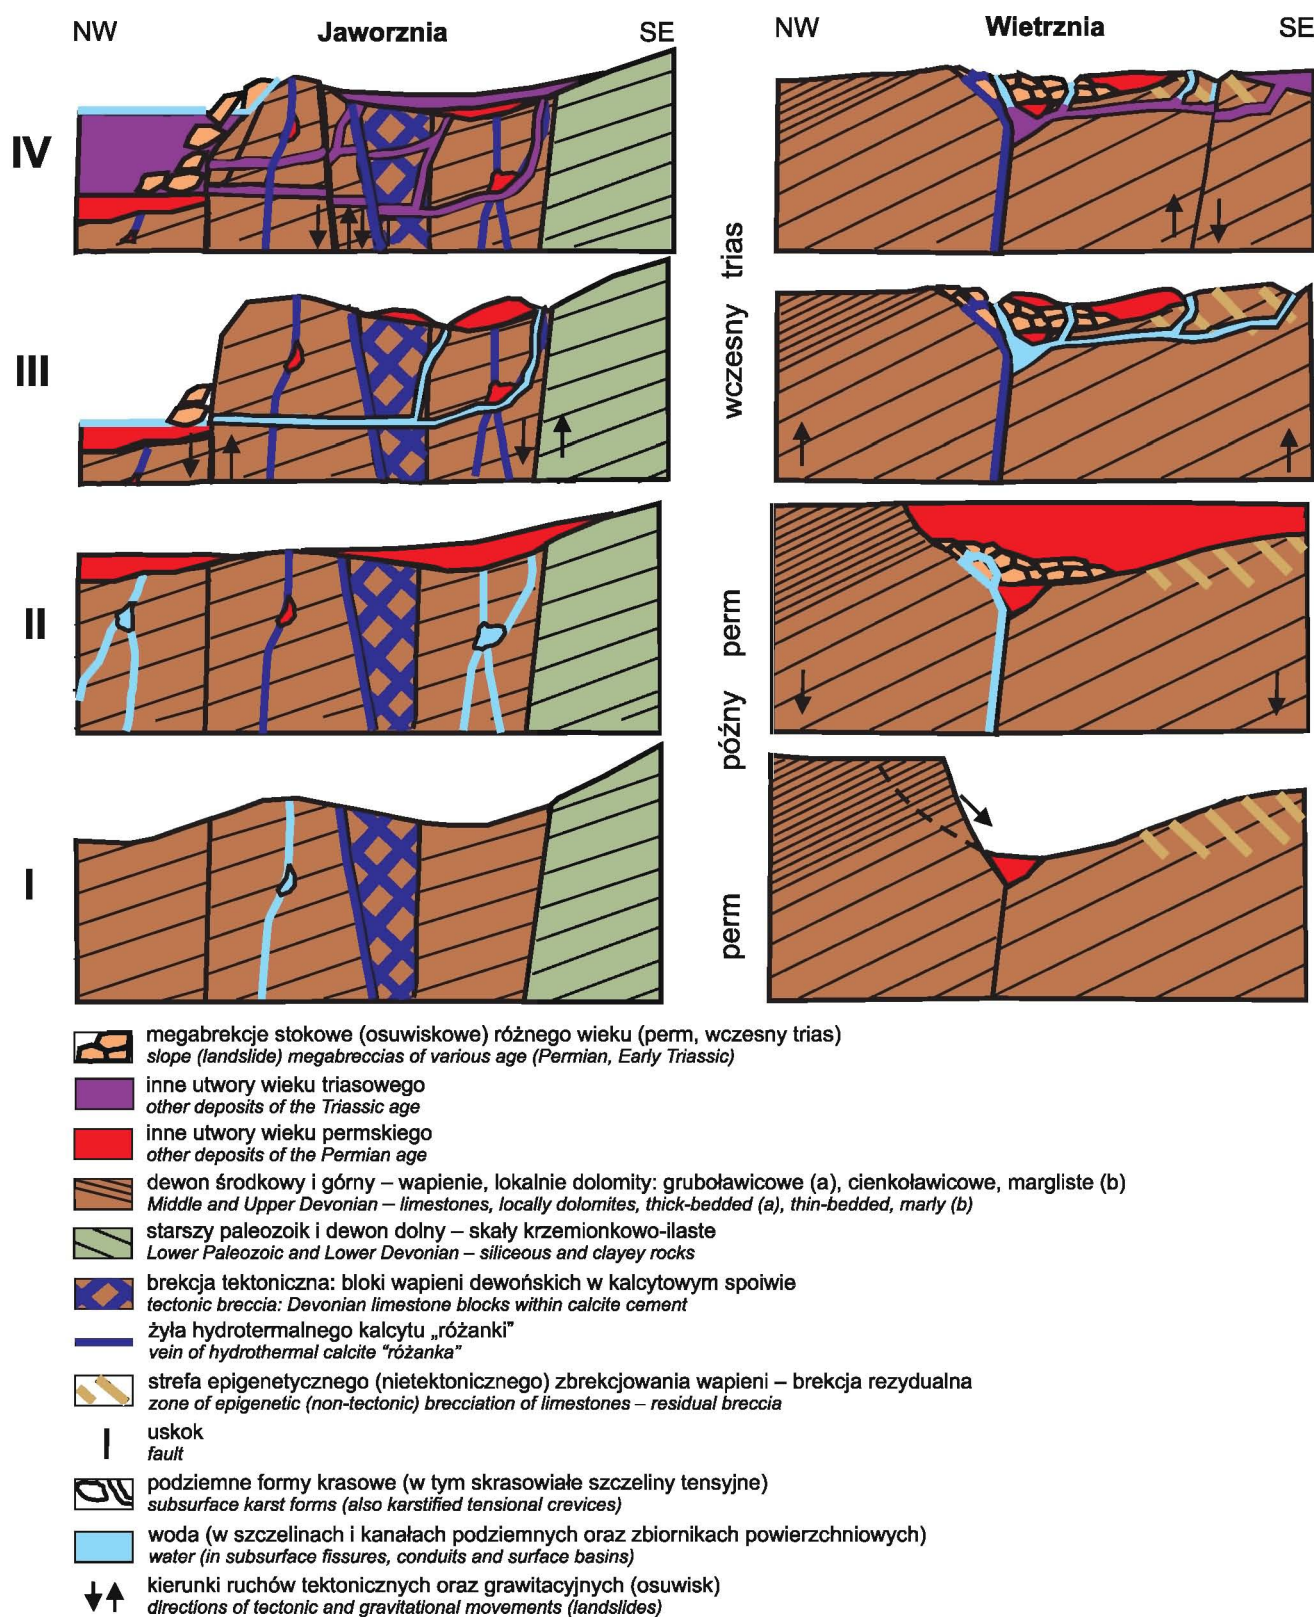 NW Jaworznia SE
NW Wietrznia SE
IV
III
II
I
wczesny trias
późny perm
perm
megabrekcje stokowe (osuwiskowe) różnego wieku (perm, wczesny trias)
slope (landslide) megabreccias of various age (Permian, Early Triassic)
inne utwory wieku triasowego
other deposits of the Triassic age
inne utwory wieku permskiego
other deposits of the Permian age
dewon środkowy i górny – wapienie, lokalnie dolomity: gruboławicowe (a), cienkoławicowe, margliste (b)
Middle and Upper Devonian – limestones, locally dolomites, thick-bedded (a), thin-bedded, marly (b)
starszy paleozoik i dewon dolny – skały krzemionkowo-ilaste
Lower Paleozoic and Lower Devonian – siliceous and clayey rocks
brekcja tektoniczna: bloki wapieni dewońskich w kalcytowym spoiwie
tectonic breccia: Devonian limestone blocks within calcite cement
żyła hydrotermalnego kalcytu „różanki”
vein of hydrothermal calcite “różanka”
strefa epigenetycznego (nietektonicznego) zbrekcjowania wapieni – brekcja rezydualna
zone of epigenetic (non-tectonic) brecciation of limestones – residual breccia
uskok
fault
podziemne formy krasowe (w tym skrasowiałe szczeliny tensyjne)
subsurface karst forms (also karstified tensional crevices)
woda (w szczelinach i kanałach podziemnych oraz zbiornikach powierzchniowych)
water (in subsurface fissures, conduits and surface basins)
kierunki ruchów tektonicznych oraz grawitacyjnych (osuwisk)
directions of tectonic and gravitational movements (landslides)